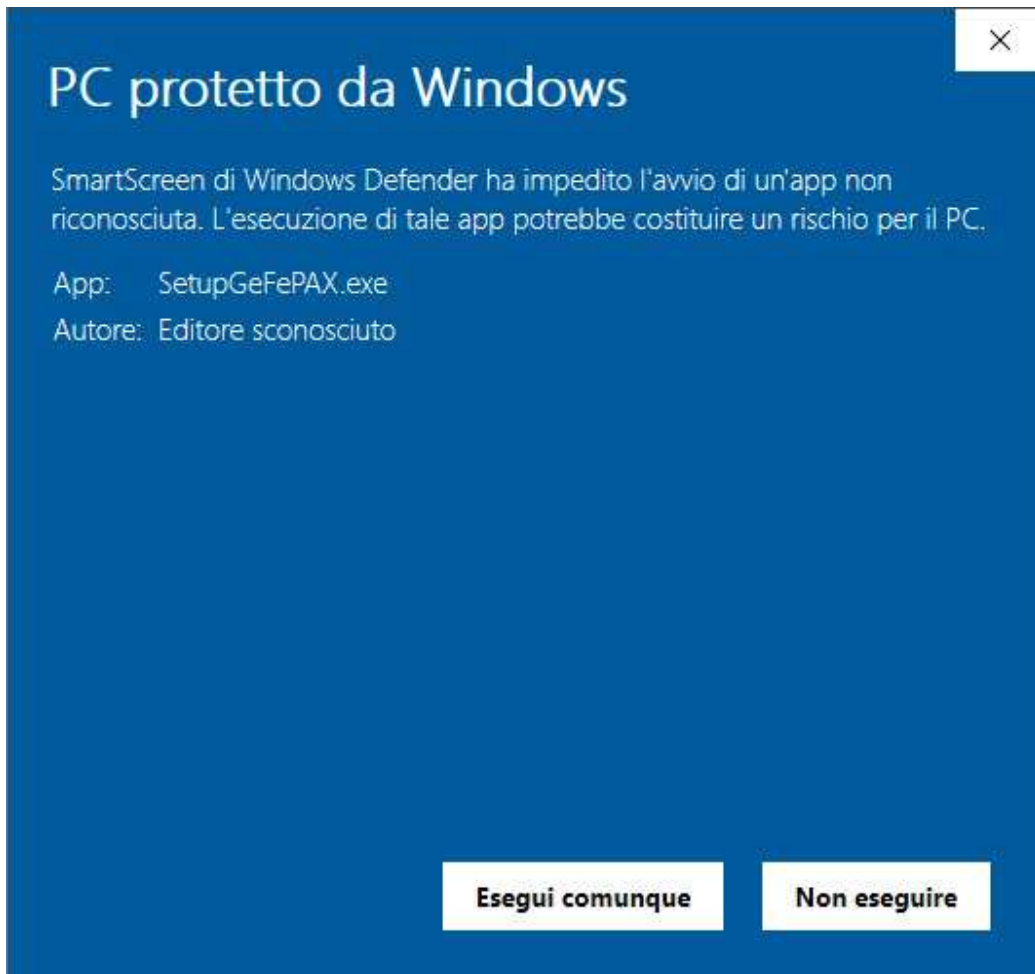 PC protetto da Windows
SmartScreen di Windows Defender ha impedito l'avvio di un'app non
riconosciuta. L'esecuzione di tale app potrebbe costituire un rischio per il PC.
App: SetupGeFePAX.exe
Autore: Editore sconosciuto
Esegui comunque Non eseguire